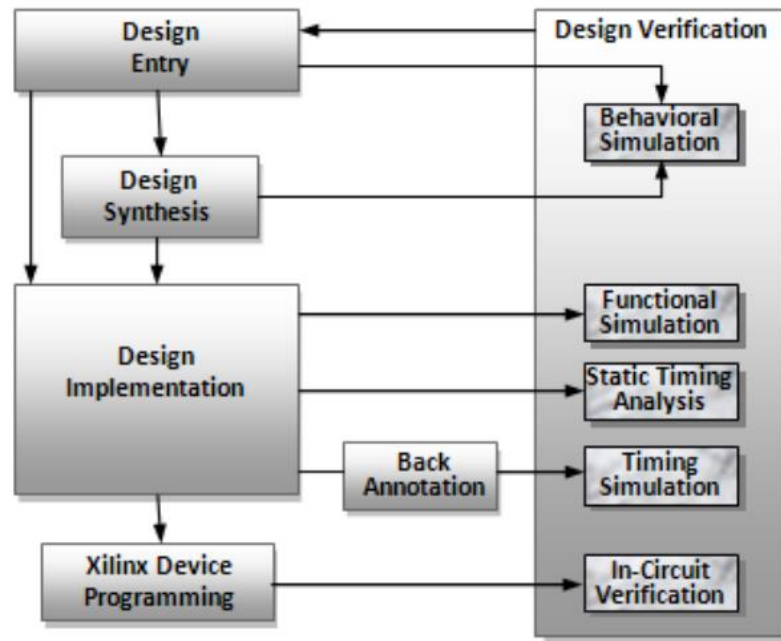 Design
Entry
Design Verification
Behavioral
Simulation
Design
Synthesis
Design
Implementation
Functional
Simulation
Static Timing
Analysis
Back
Annotation
Timing
Simulation
Xilinx Device
Programming
In-Circuit
Verification